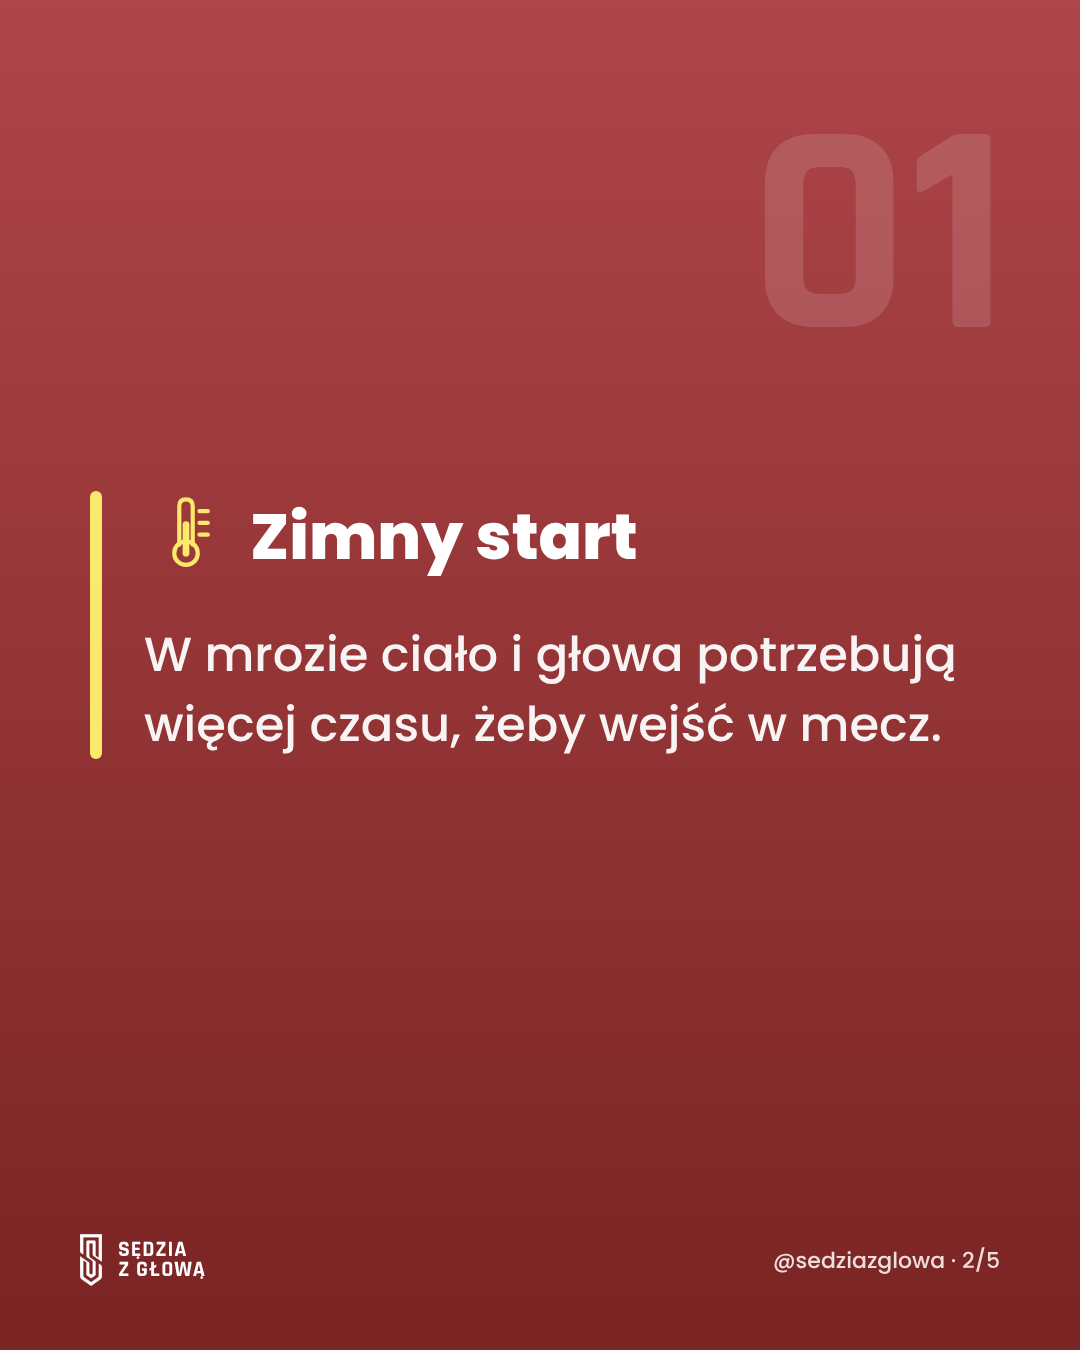 01
Zimny start
W mrozie ciało i głowa potrzebują
więcej czasu, żeby wejść w mecz.
SĘDZIA
Z GŁOWĄ
@sedziazglowa · 2/5